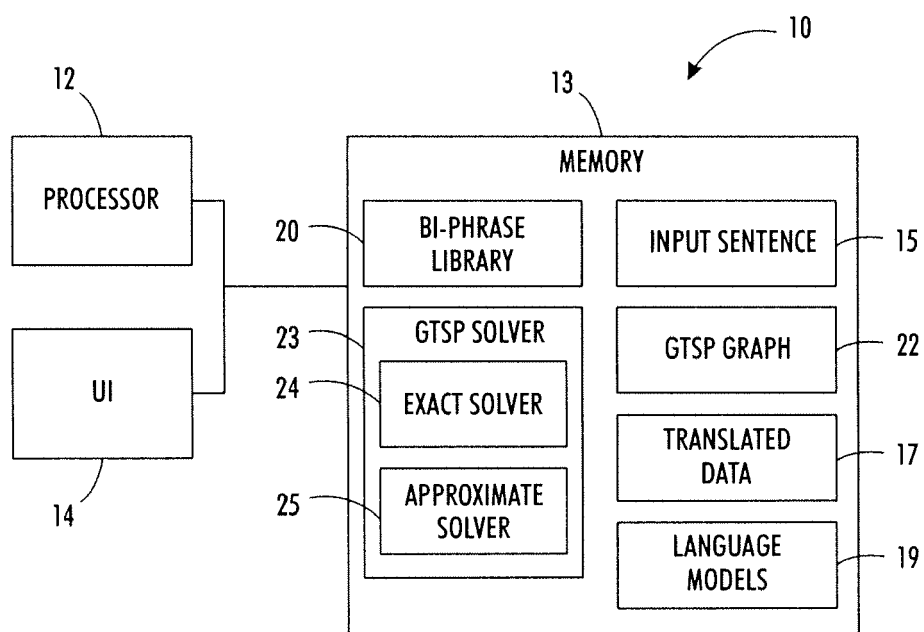 10
12
13
PROCESSOR
MEMORY
20
BI-PHRASE
LIBRARY
INPUT SENTENCE
15
23
GTSP SOLVER
GTSP GRAPH
22
UI
24
EXACT SOLVER
TRANSLATED
DATA
17
14
25
APPROXIMATE
SOLVER
LANGUAGE
MODELS
19